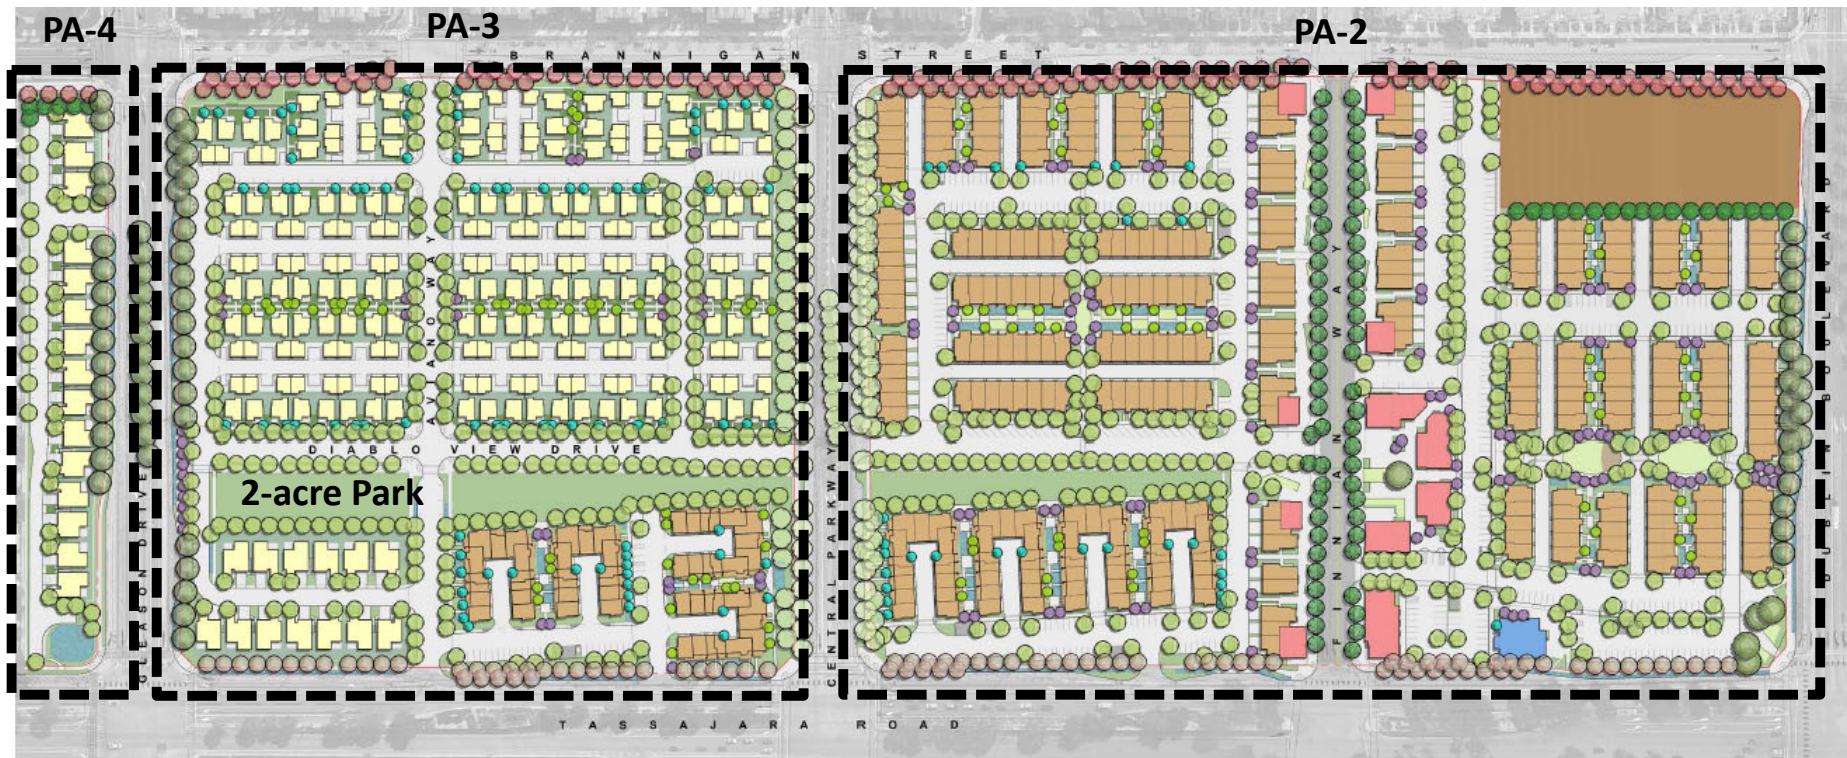 PA-4
PA-3
PA-2
BRANNIGAN STREET
AVIANO WAY
DIABLO VIEW DRIVE
2-acre Park
GLEASON DRIVE
CENTRAL PARKWAY
FINNIAN WAY
DUBLIN BOULEVARD
TASSAJARA ROAD